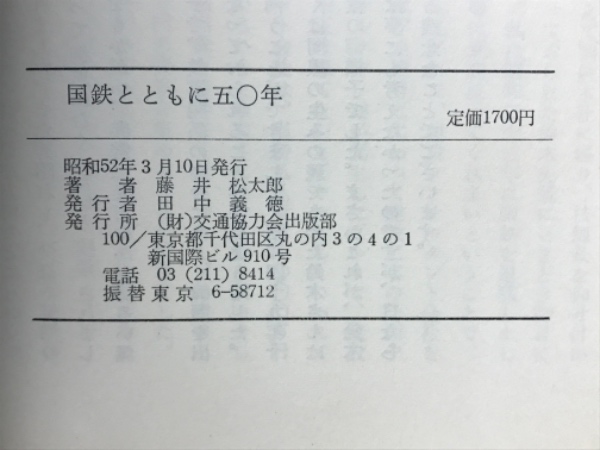 国鉄とともに五〇年
定価1700円
昭和52年3月10日発行
著者 藤井松太郎
発行者 田中義徳
発行所 (財)交通協力会出版部
100/東京都千代田区丸の内3の4の1
新国際ビル910号
電話 03 (211) 8414
振替東京 6-58712